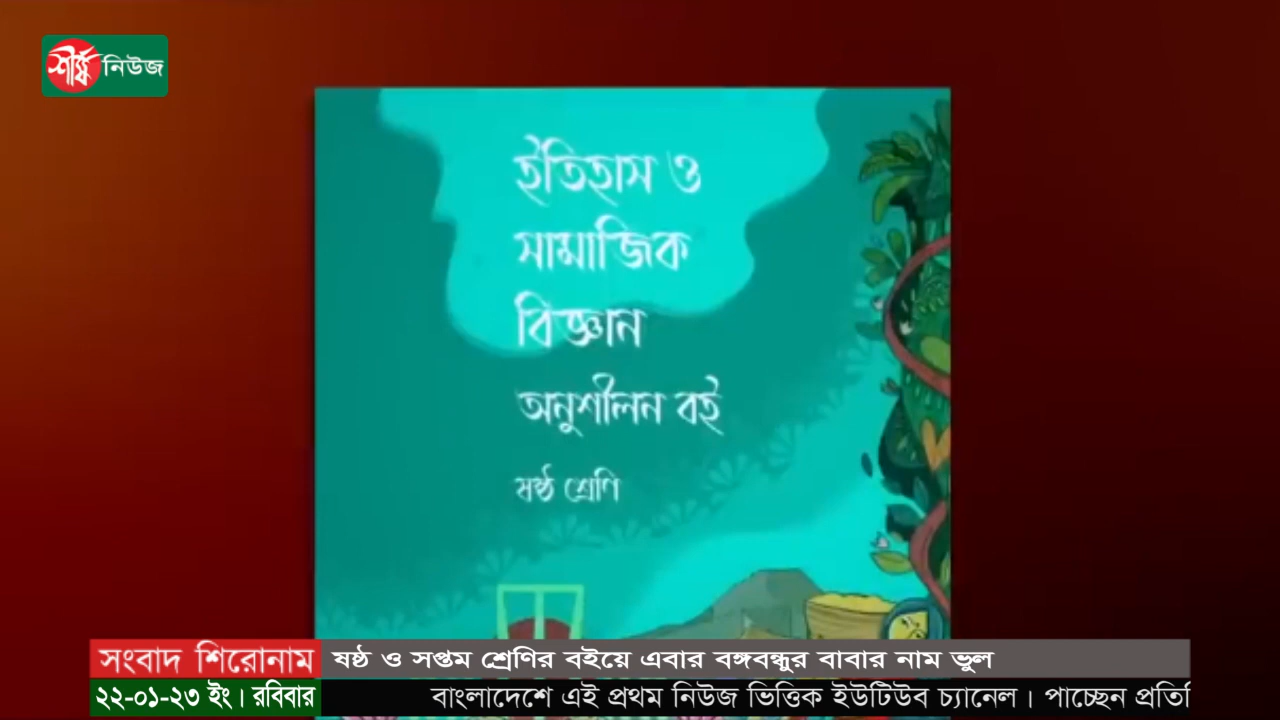 শীর্ষ নিউজ
ইতিহাস ও
সামাজিক
বিজ্ঞান
অনুশীলন বই
ষষ্ঠ শ্রেণি
সংবাদ শিরোনাম ষষ্ঠ ও সপ্তম শ্রেণির বইয়ে এবার বঙ্গবন্ধুর বাবার নাম ভুল
২২-০১-২৩ ইং। রবিবার বাংলাদেশে এই প্রথম নিউজ ভিত্তিক ইউটিউব চ্যানেল। পাচ্ছেন